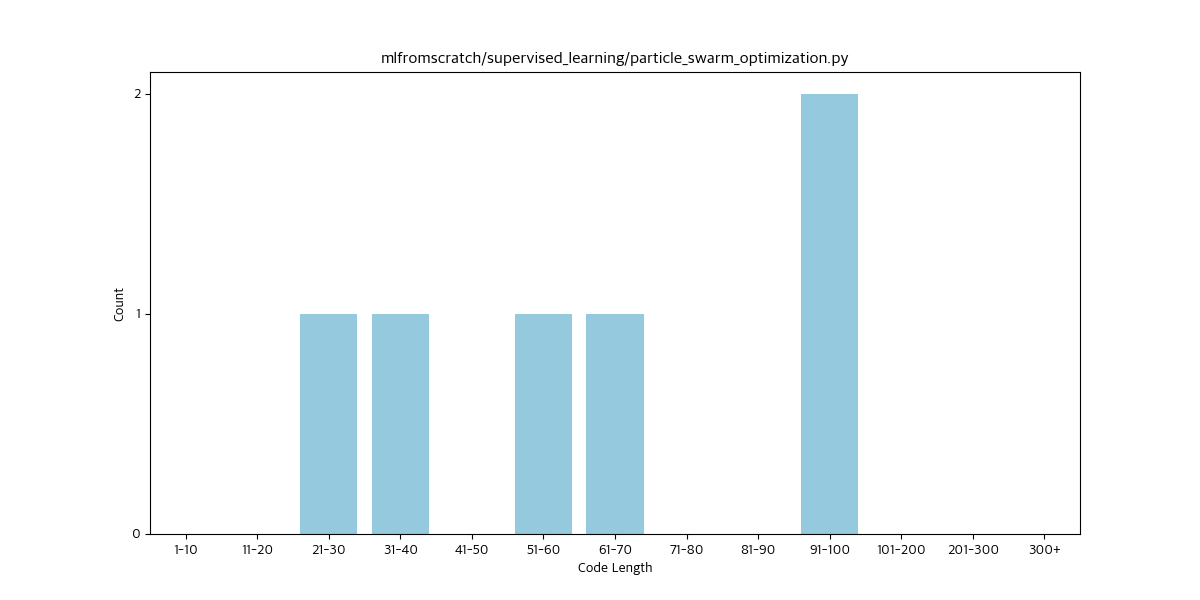 mlfromscratch/supervised_learning/particle_swarm_optimization.py
2
1
0
Count
1-10 11-20 21-30 31-40 41-50 51-60 61-70 71-80 81-90 91-100 101-200 201-300 300+
Code Length